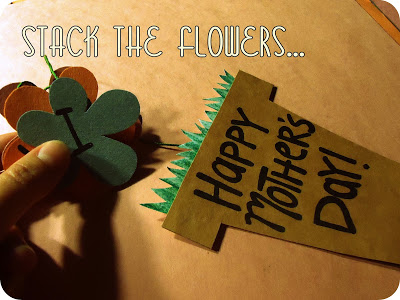 STACK THE FLOWERS...
I
HAPPY
MOTHER'S
DAY!